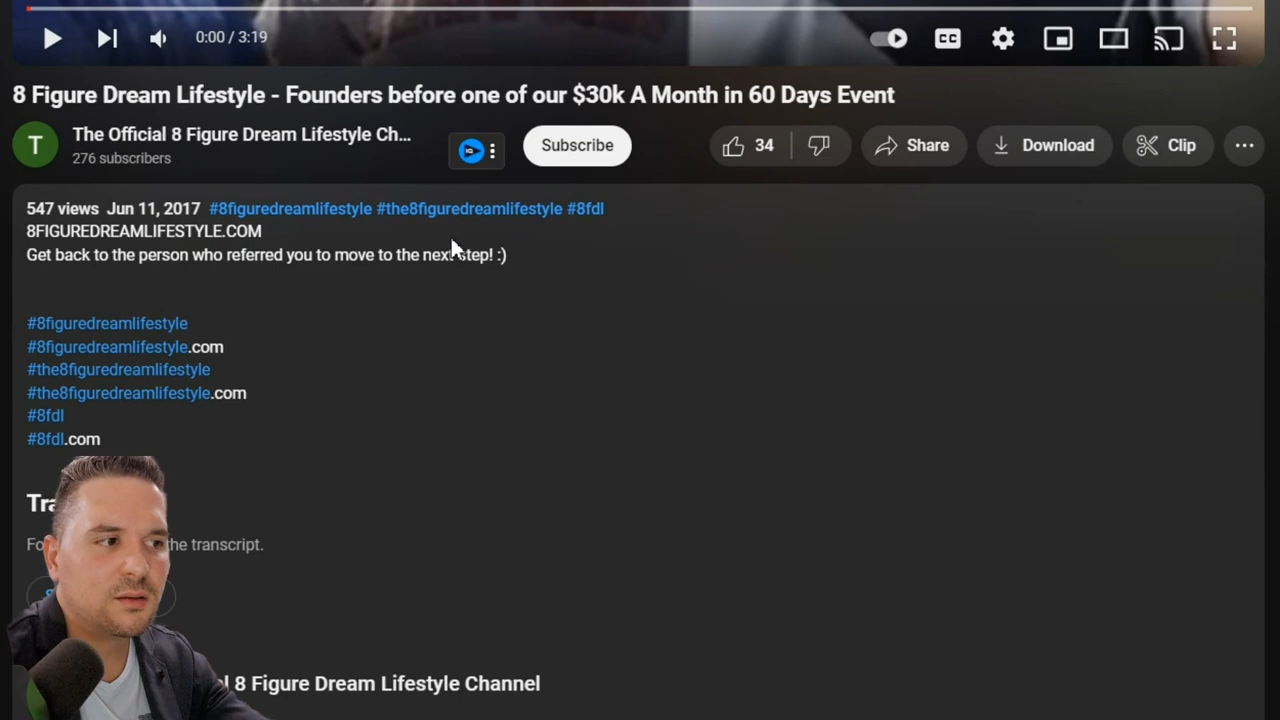 0:00 / 3:19
CC
8 Figure Dream Lifestyle - Founders before one of our $30k A Month in 60 Days Event
T
The Official 8 Figure Dream Lifestyle Ch...
276 subscribers
IQ
Subscribe
34
Share
Download
Clip
547 views Jun 11, 2017 #8figuredreamlifestyle #the8figuredreamlifestyle #8fdl
8FIGUREDREAMLIFESTYLE.COM
Get back to the person who referred you to move to the next step! :)
#8figuredreamlifestyle
#8figuredreamlifestyle.com
#the8figuredreamlifestyle
#the8figuredreamlifestyle.com
#8fdl
#8fdl.com
the transcript.
8 Figure Dream Lifestyle Channel